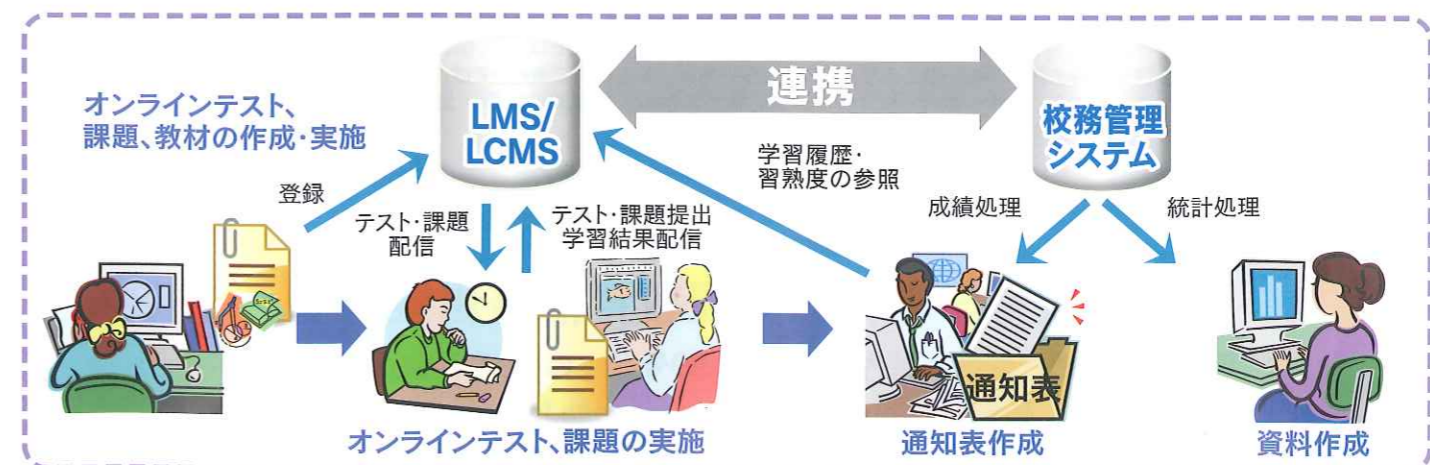 連携
オンラインテスト、
課題、教材の作成・実施
LMS/
LCMS
校務管理
システム
登録
テスト・課題
配信
テスト・課題提出
学習結果配信
学習履歴・
習熟度の参照
成績処理
統計処理
通知表
オンラインテスト、課題の実施
通知表作成
資料作成